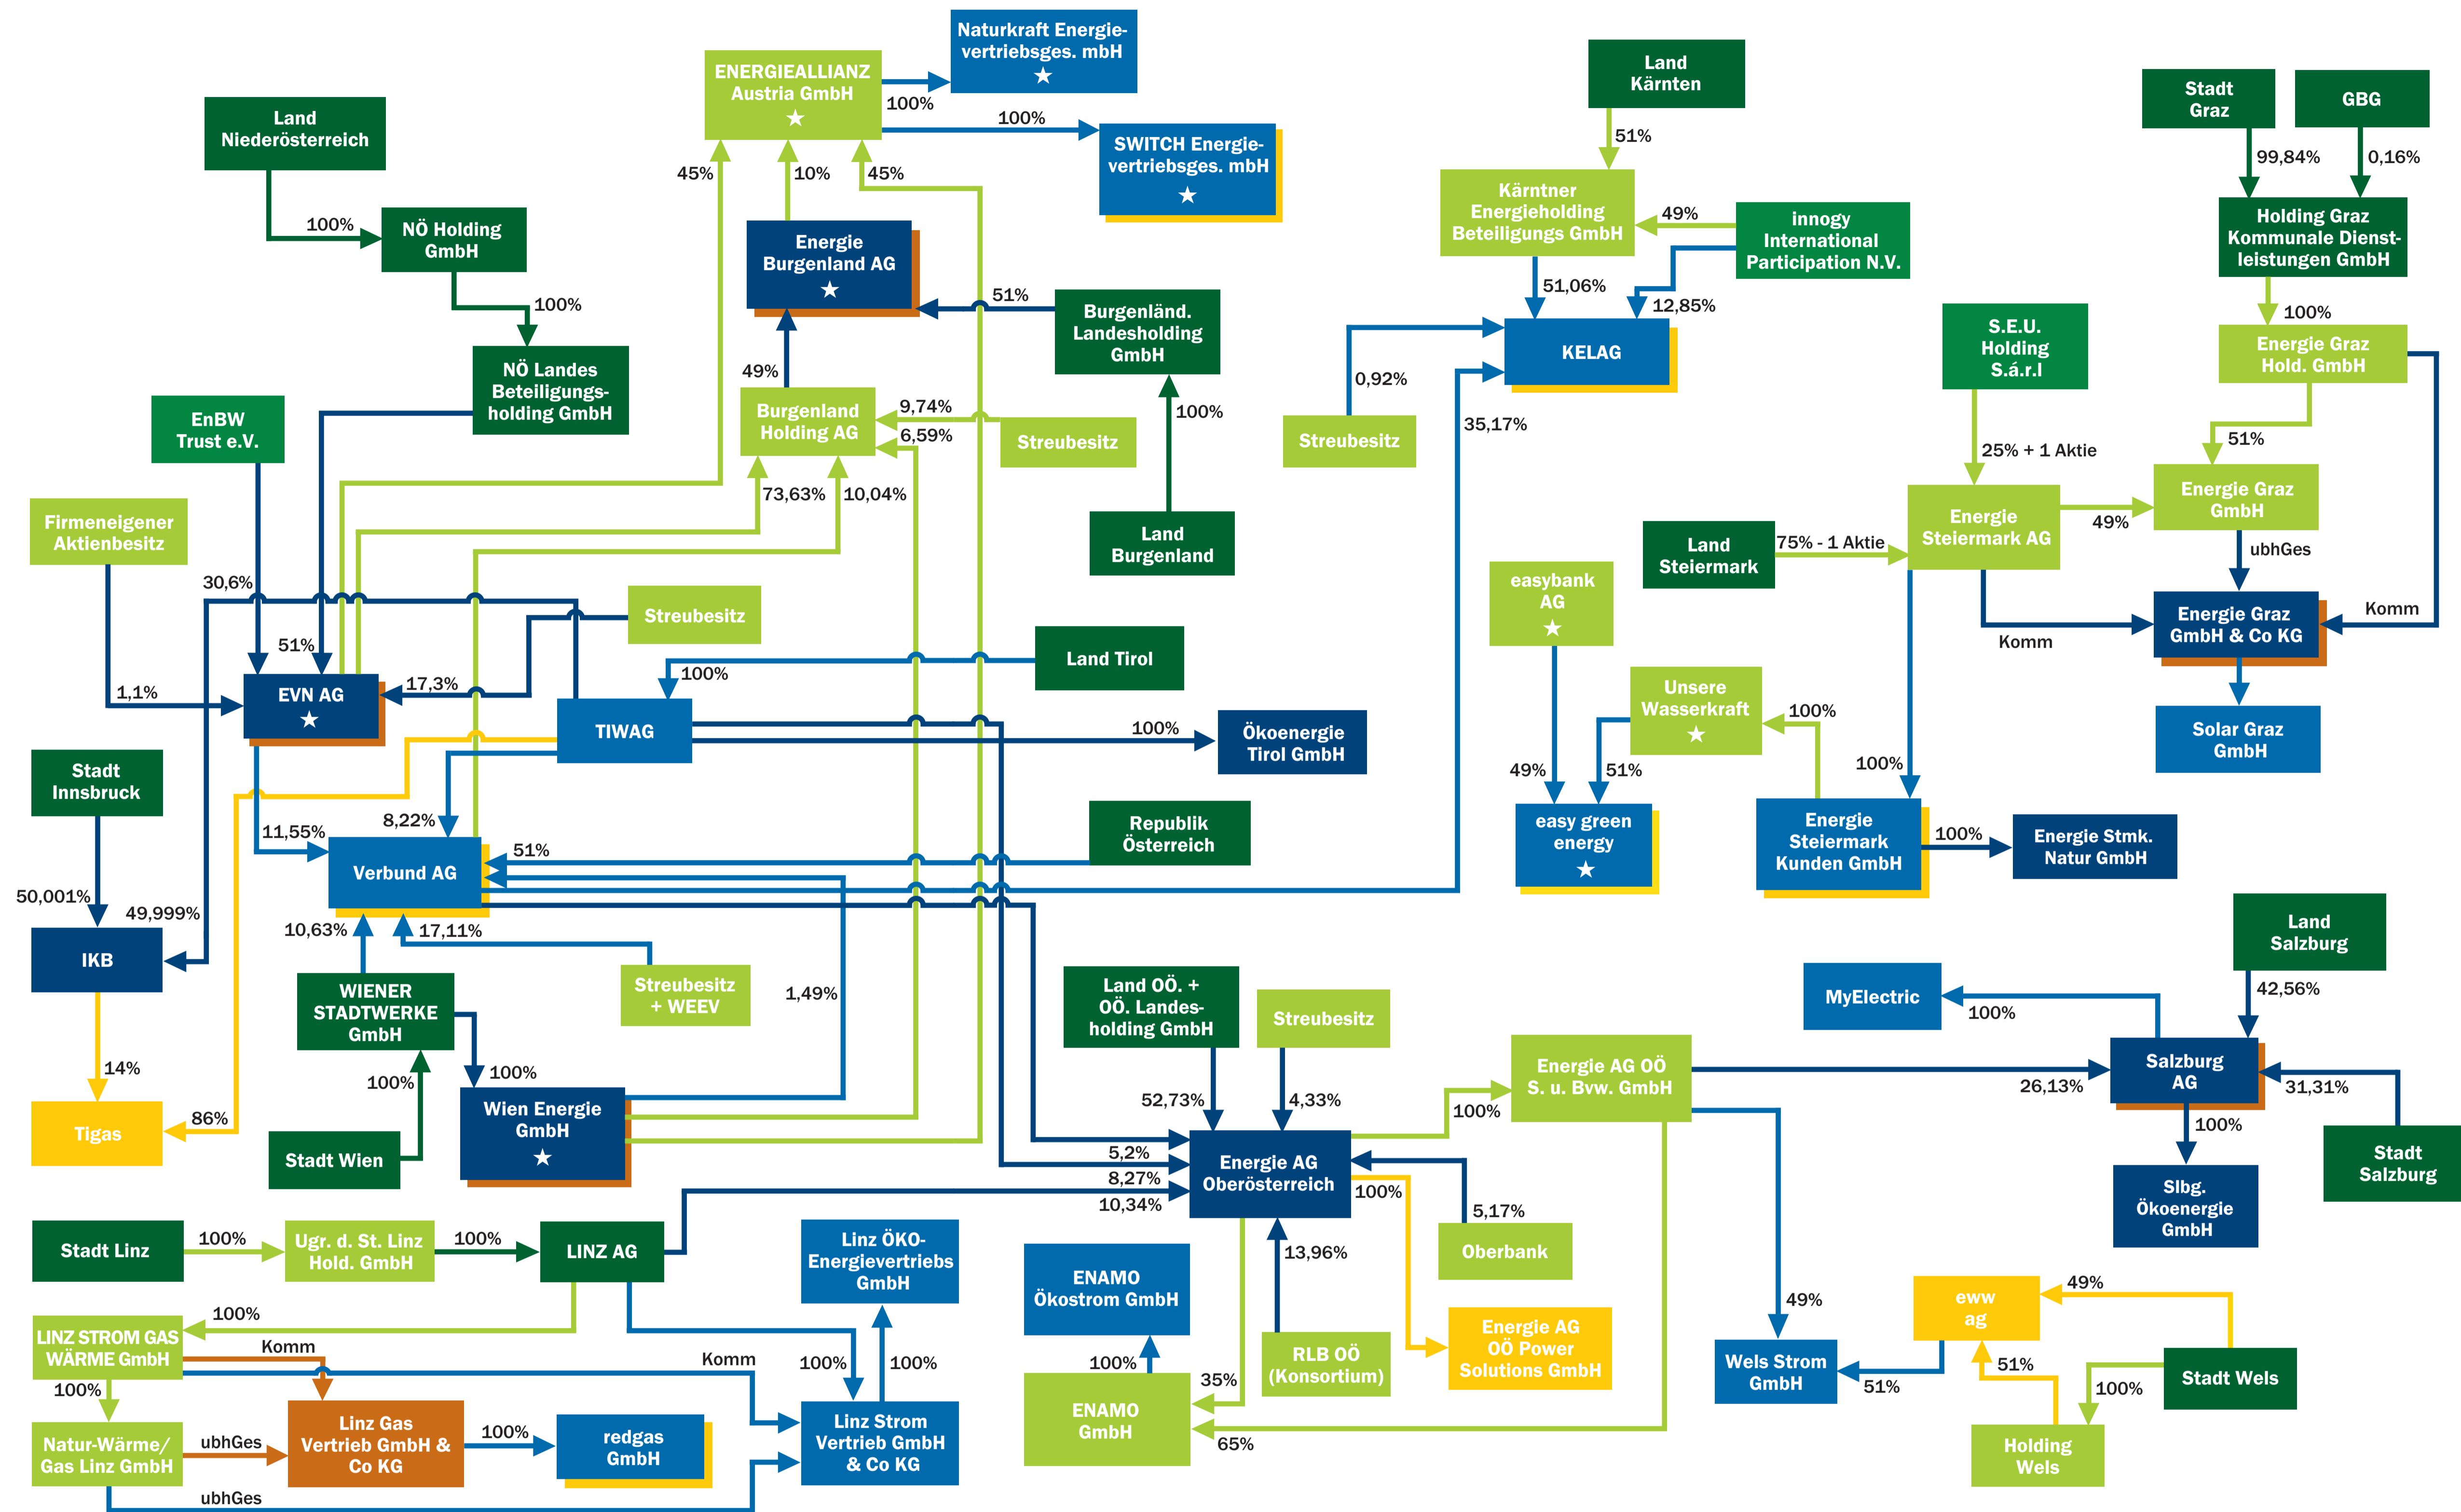 Naturkraft Energie-
vertriebsges. mbH
ENERGIEALLIANZ
Austria GmbH
100%
100%
SWITCH Energie-
vertriebsges. mbH
Land
Niederösterreich
100%
NÖ Holding
GmbH
100%
NÖ Landes
Beteiligungs-
holding GmbH
45%
10%
45%
Energie
Burgenland AG
51%
Burgenländ.
Landesholding
GmbH
49%
Burgenland
Holding AG
9,74%
6,59%
Streubesitz
100%
73,63%
10,04%
Land
Burgenland
EnBW
Trust e.V.
Firmeneigener
Aktienbesitz
30,6%
51%
1,1%
EVN AG
17,3%
Streubesitz
Land Tirol
100%
TIWAG
100%
Ökoenergie
Tirol GmbH
Stadt
Innsbruck
50,001%
49,999%
IKB
14%
86%
Tigas
11,55%
8,22%
Verbund AG
51%
Republik
Österreich
10,63%
17,11%
Streubesitz
+ WEEV
1,49%
WIENER
STADTWERKE
GmbH
100%
100%
Stadt Wien
Wien Energie
GmbH
Land
Kärnten
51%
Kärntner
Energieholding
Beteiligungs GmbH
49%
innogy
International
Participation N.V.
51,06%
12,85%
KELAG
0,92%
Streubesitz
35,17%
Stadt
Graz
GBG
99,84%
0,16%
Holding Graz
Kommunale Dienst-
leistungen GmbH
100%
Energie Graz
Hold. GmbH
51%
S.E.U.
Holding
S.á.r.l
25% + 1 Aktie
Energie
Steiermark AG
49%
Energie Graz
GmbH
Land
Steiermark
75% - 1 Aktie
ubhGes
Komm
Komm
Energie Graz
GmbH & Co KG
Solar Graz
GmbH
easybank
AG
Unsere
Wasserkraft
100%
49%
51%
easy green
energy
100%
Energie
Steiermark
Kunden GmbH
100%
Energie Stmk.
Natur GmbH
Land
Salzburg
42,56%
MyElectric
100%
Salzburg
AG
26,13%
31,31%
100%
Stadt
Salzburg
Slbg.
Ökoenergie
GmbH
Land OÖ. +
OÖ. Landes-
holding GmbH
Streubesitz
52,73%
4,33%
Energie AG OÖ
S. u. Bvw. GmbH
100%
5,2%
8,27%
10,34%
Energie AG
Oberösterreich
100%
5,17%
Oberbank
13,96%
RLB OÖ
(Konsortium)
Energie AG
OÖ Power
Solutions GmbH
ENAMO
Ökostrom GmbH
100%
35%
ENAMO
GmbH
65%
49%
Wels Strom
GmbH
51%
eww
ag
49%
51%
100%
Stadt Wels
Holding
Wels
Stadt Linz
100%
Ugr. d. St. Linz
Hold. GmbH
100%
LINZ AG
Linz ÖKO-
Energievertriebs
GmbH
100%
LINZ STROM GAS
WÄRME GmbH
Komm
Komm
100%
100%
100%
Natur-Wärme/
Gas Linz GmbH
ubhGes
Linz Gas
Vertrieb GmbH &
Co KG
100%
redgas
GmbH
Linz Strom
Vertrieb GmbH
& Co KG
ubhGes